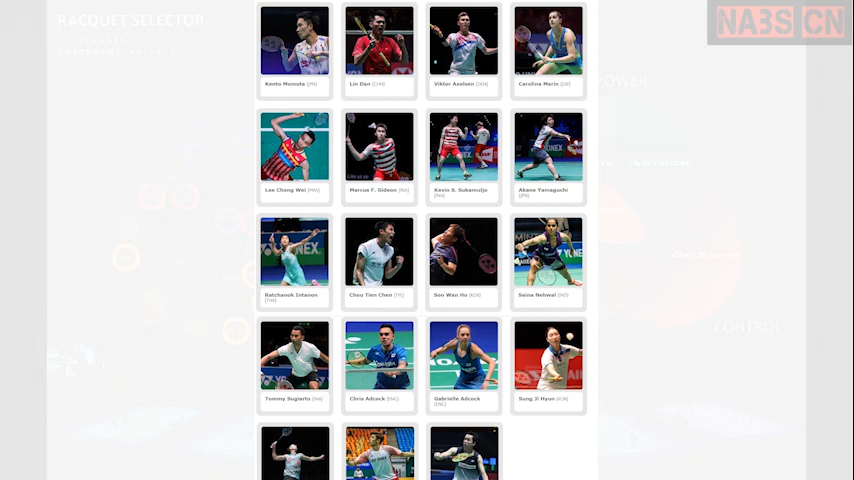 RACQUET SELECTOR
NA3S CN
POWER
Kento Momota [JPN]
Lin Dan [CHN]
Viktor Axelsen [DEN]
Carolina Marin [ESP]
Lee Chong Wei [MAS]
Marcus F. Gideon [INA]
Kevin S. Sukamuljo
[INA]
Akane Yamaguchi
[JPN]
Ratchanok Intanon
[THA]
Chou Tien Chen [TPE]
Son Wan Ho [KOR]
Saina Nehwal [IND]
CONTROL
Tommy Sugiarto [INA]
Chris Adcock [ENG]
Gabrielle Adcock
[ENG]
Sung Ji Hyun [KOR]